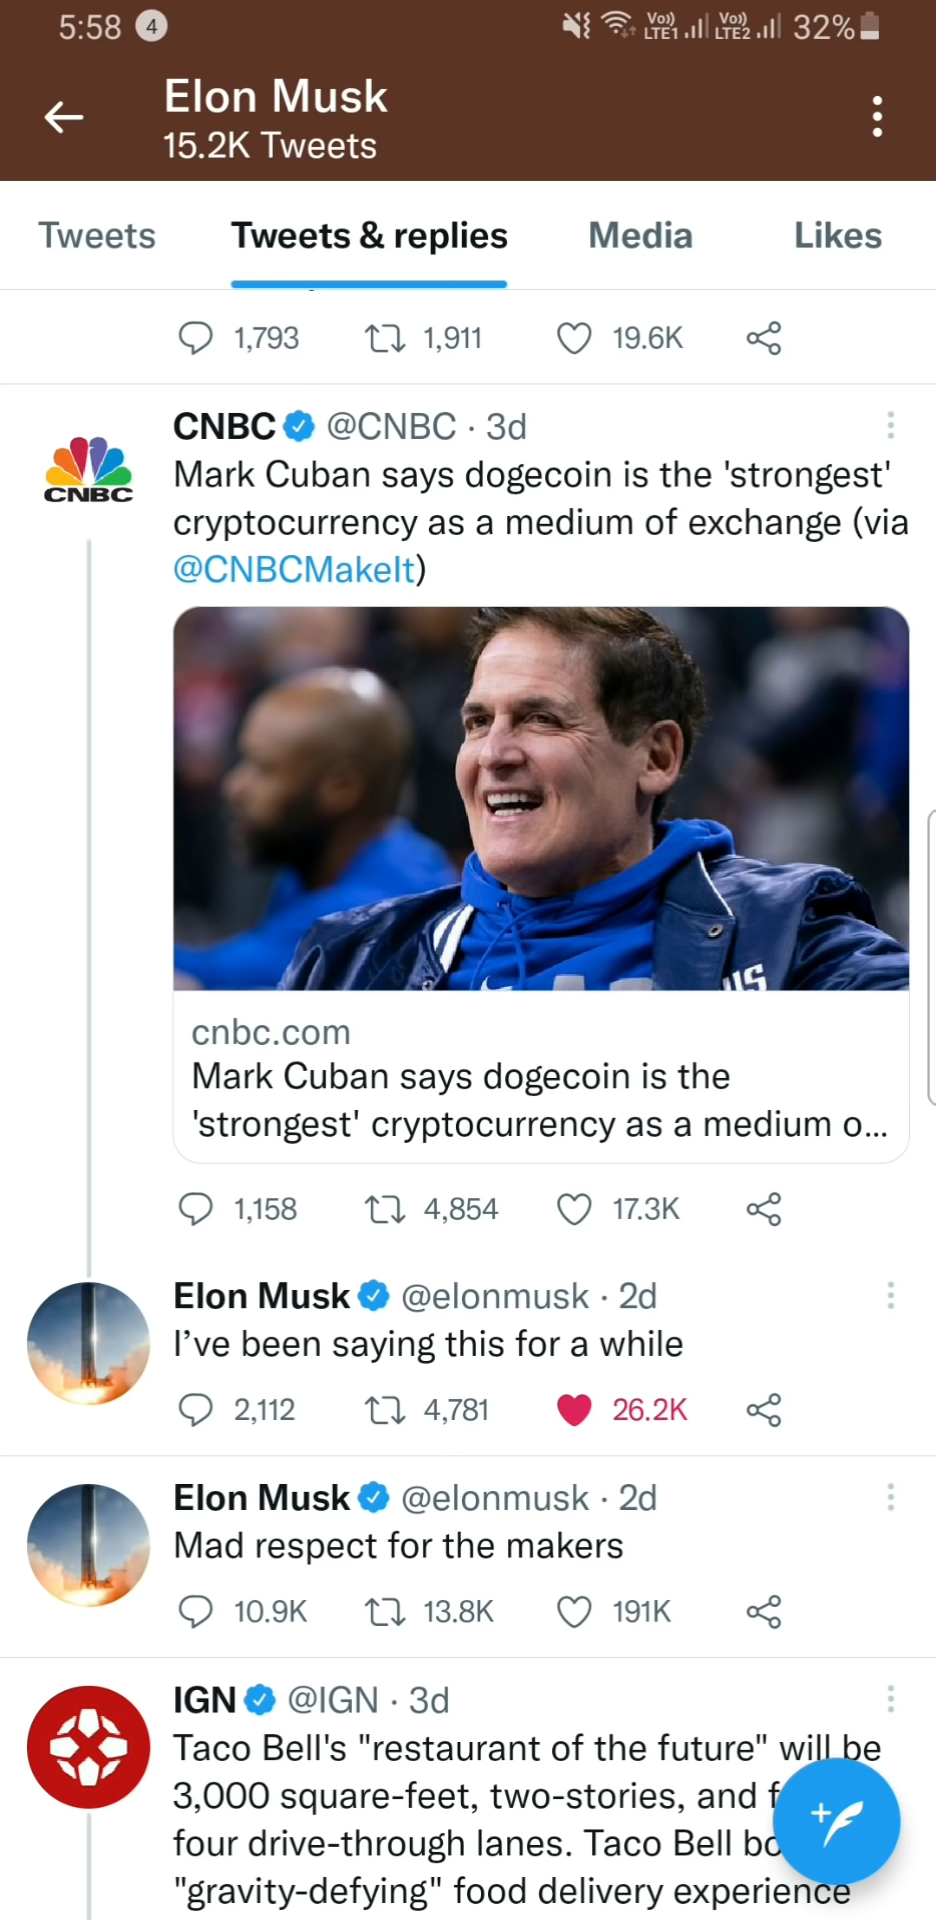 5:58 4 Vo)) LTE1 Vo)) LTE2 32%
Elon Musk
15.2K Tweets
Tweets Tweets & replies Media Likes
1,793 1,911 19.6K
CNBC @CNBC · 3d
Mark Cuban says dogecoin is the 'strongest'
cryptocurrency as a medium of exchange (via
@CNBCMakeIt)
CNBC
cnbc.com
Mark Cuban says dogecoin is the
'strongest' cryptocurrency as a medium o...
1,158 4,854 17.3K
Elon Musk @elonmusk · 2d
I’ve been saying this for a while
2,112 4,781 26.2K
Elon Musk @elonmusk · 2d
Mad respect for the makers
10.9K 13.8K 191K
IGN @IGN · 3d
Taco Bell's "restaurant of the future" will be
3,000 square-feet, two-stories, and
four drive-through lanes. Taco Bell
"gravity-defying" food delivery experience